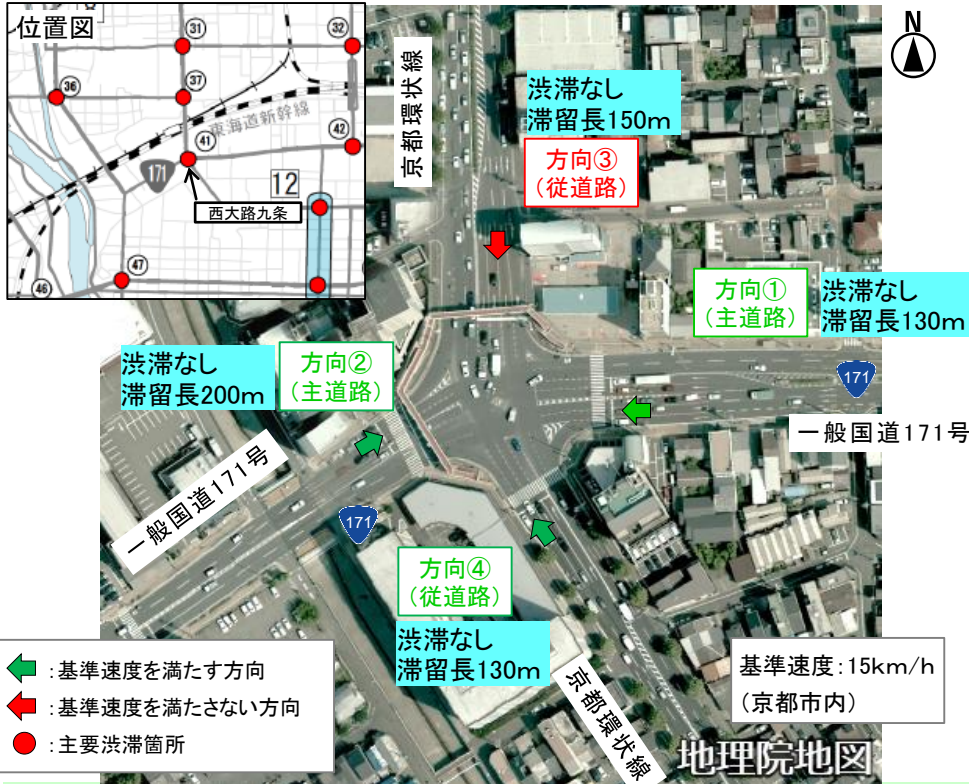 位置図
31
32
36
37
東海道新幹線
41
42
171
12
西大路九条
47
46
京都環状線
N
渋滞なし
滞留長150m
方向③
(従道路)
方向①
(主道路)
渋滞なし
滞留長130m
渋滞なし
滞留長200m
方向②
(主道路)
171
一般国道171号
一般国道171号
171
方向④
(従道路)
渋滞なし
滞留長130m
京都環状線
:基準速度を満たす方向
:基準速度を満たさない方向
:主要渋滞箇所
基準速度:15km/h
(京都市内)
地理院地図